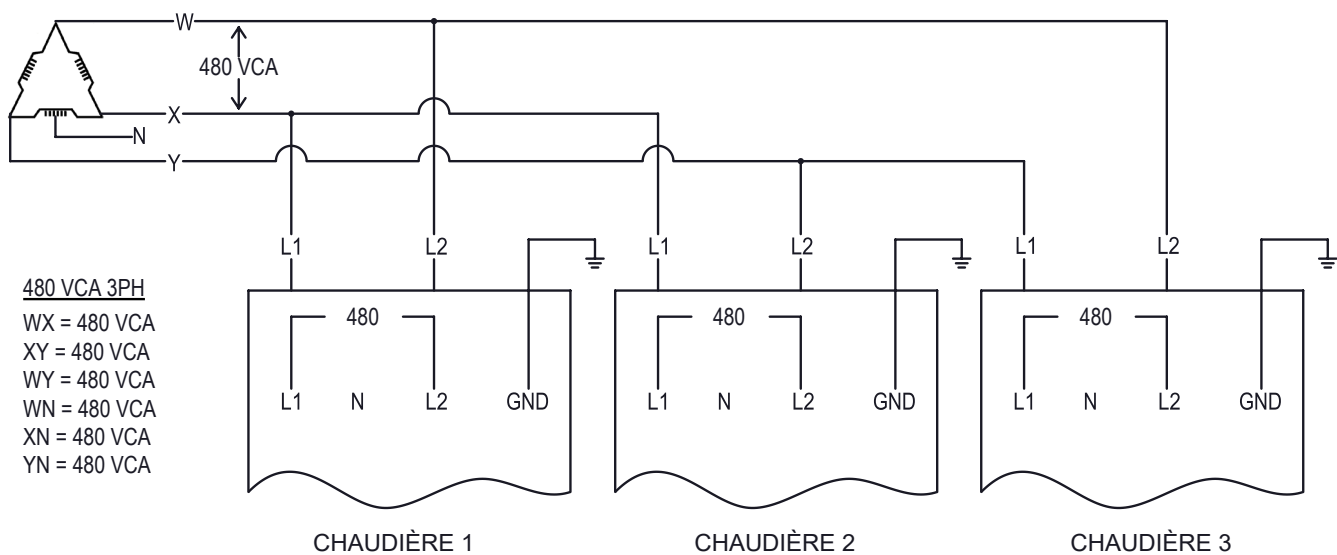 W
480 VCA
X
N
Y
L1 L2 L1 L2 L1 L2
480 VCA 3PH
WX = 480 VCA
XY = 480 VCA
WY = 480 VCA
WN = 480 VCA
XN = 480 VCA
YN = 480 VCA
480 480 480
L1 N L2 GND L1 N L2 GND L1 N L2 GND
CHAUDIÈRE 1 CHAUDIÈRE 2 CHAUDIÈRE 3